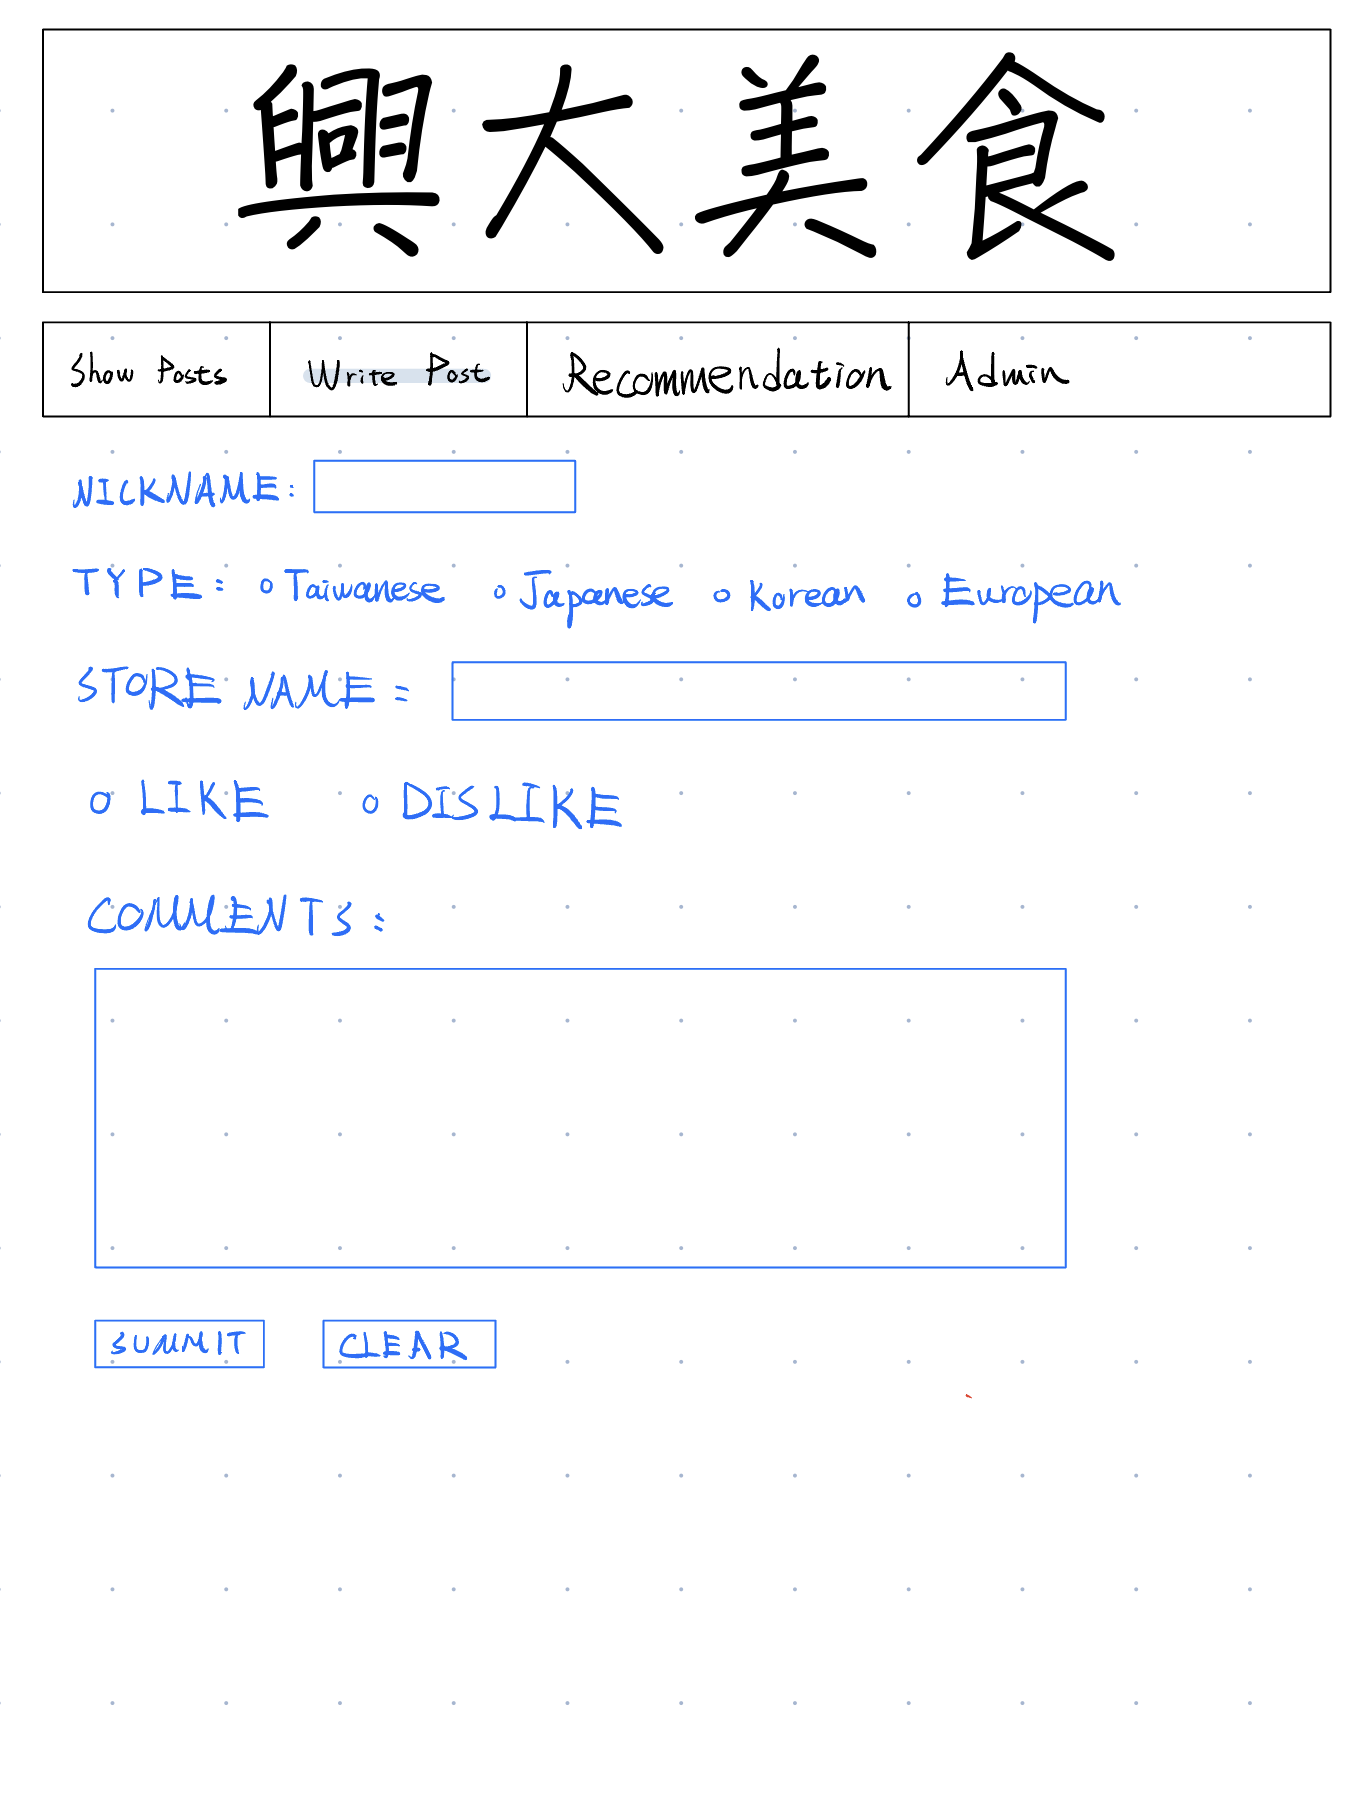 興大美食
Show Posts Write Post Recommendation Admin
NICKNAME:
TYPE: Taiwanese Japanese Korean European
STORE NAME:
LIKE DISLIKE
COMMENTS:
SUMMIT CLEAR